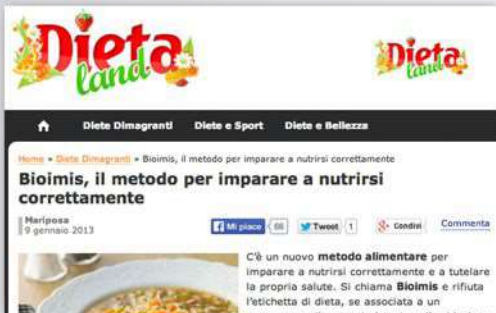 Dieta
land
Dieta
land
Diete Dimagranti Diete e Sport Diete e Bellezza
Home » Diete Dimagranti » Bioimis, il metodo per imparare a nutrirsi correttamente
Bioimis, il metodo per imparare a nutrirsi
correttamente
Mariposa
9 gennaio 2013
Mi piace 66 Tweet 1 Condividi Commenta
C'è un nuovo metodo alimentare per
imparare a nutrirsi correttamente e a tutelare
la propria salute. Si chiama Bioimis e rifiuta
l'etichetta di dieta, se associata a un